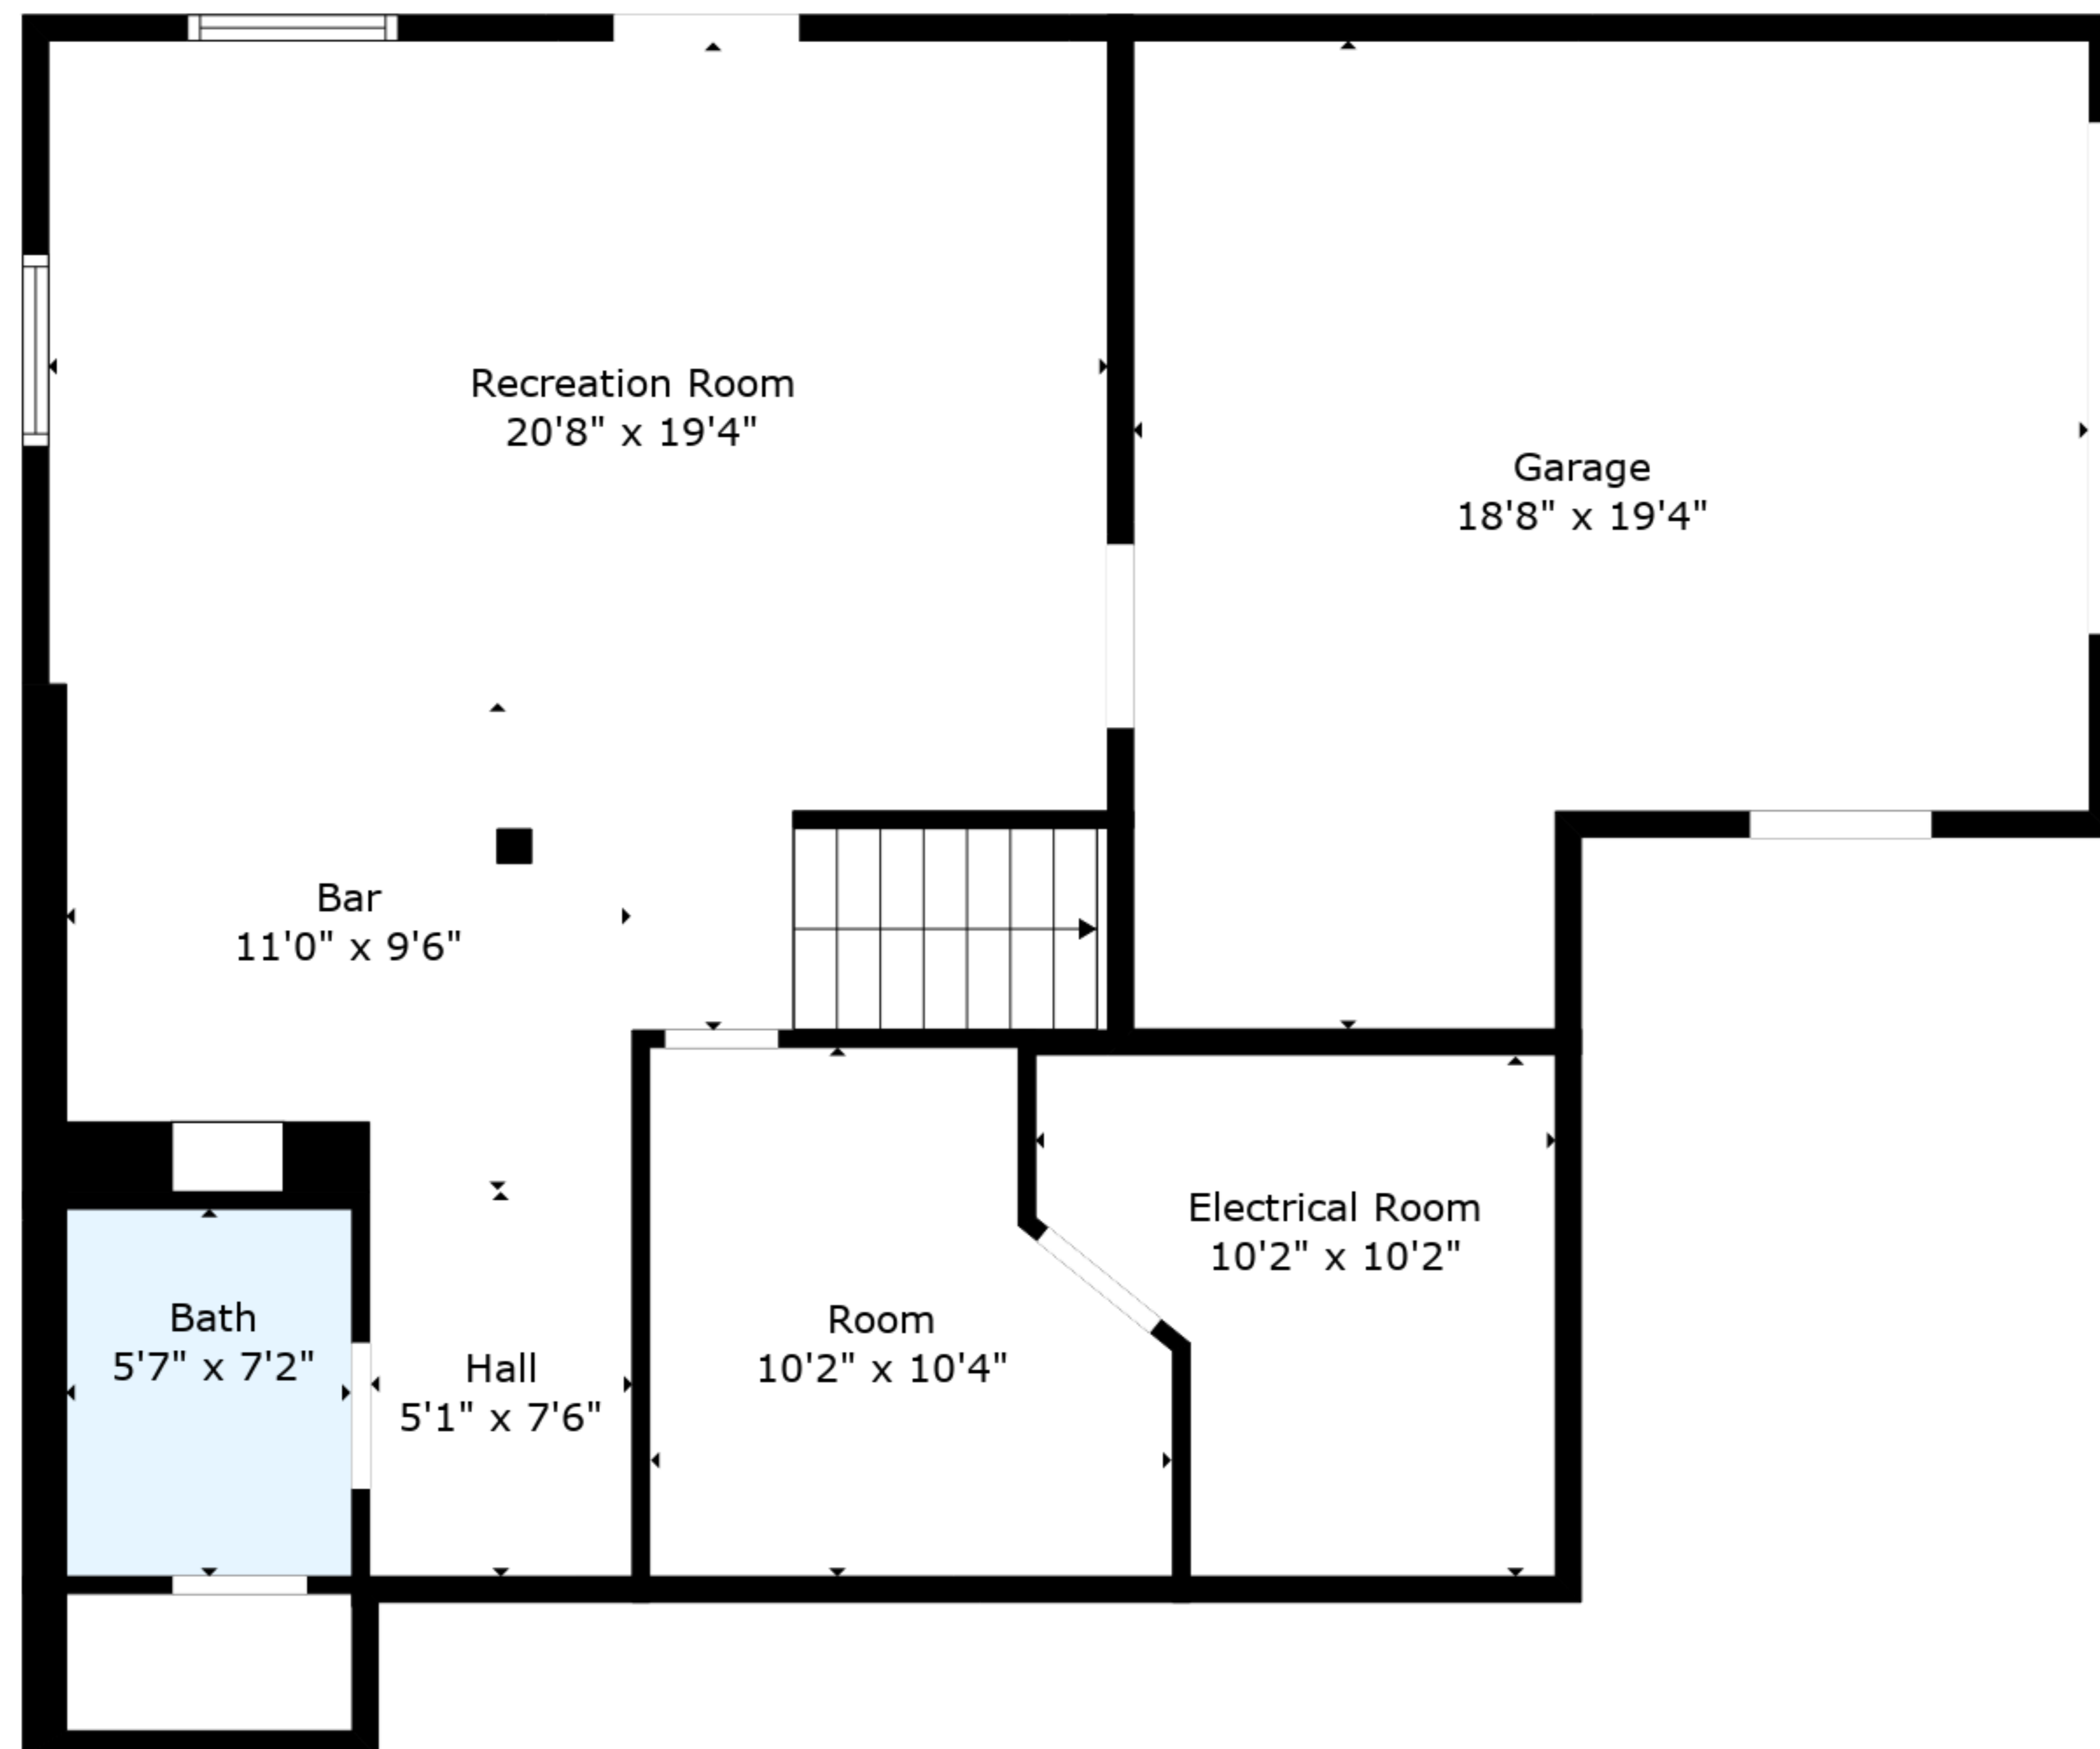 Recreation Room
20'8" x 19'4"
Garage
18'8" x 19'4"
Bar
11'0" x 9'6"
Electrical Room
10'2" x 10'2"
Bath
5'7" x 7'2"
Room
10'2" x 10'4"
Hall
5'1" x 7'6"